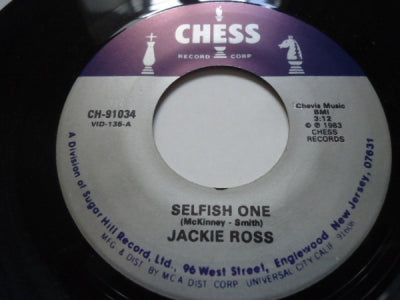 CHESS
RECORD CORP
CH-91034
VID-136-A
Chevis Music
BMI
3:12
© ℗ 1983
CHESS
RECORDS
SELFISH ONE
(McKinney - Smith)
JACKIE ROSS
A Division of Sugar Hill Record, Ltd., 96 West Street, Englewood New Jersey, 07631
MFG & DIST BY MCA DIST CORP UNIVERSAL CITY CALIF 91608